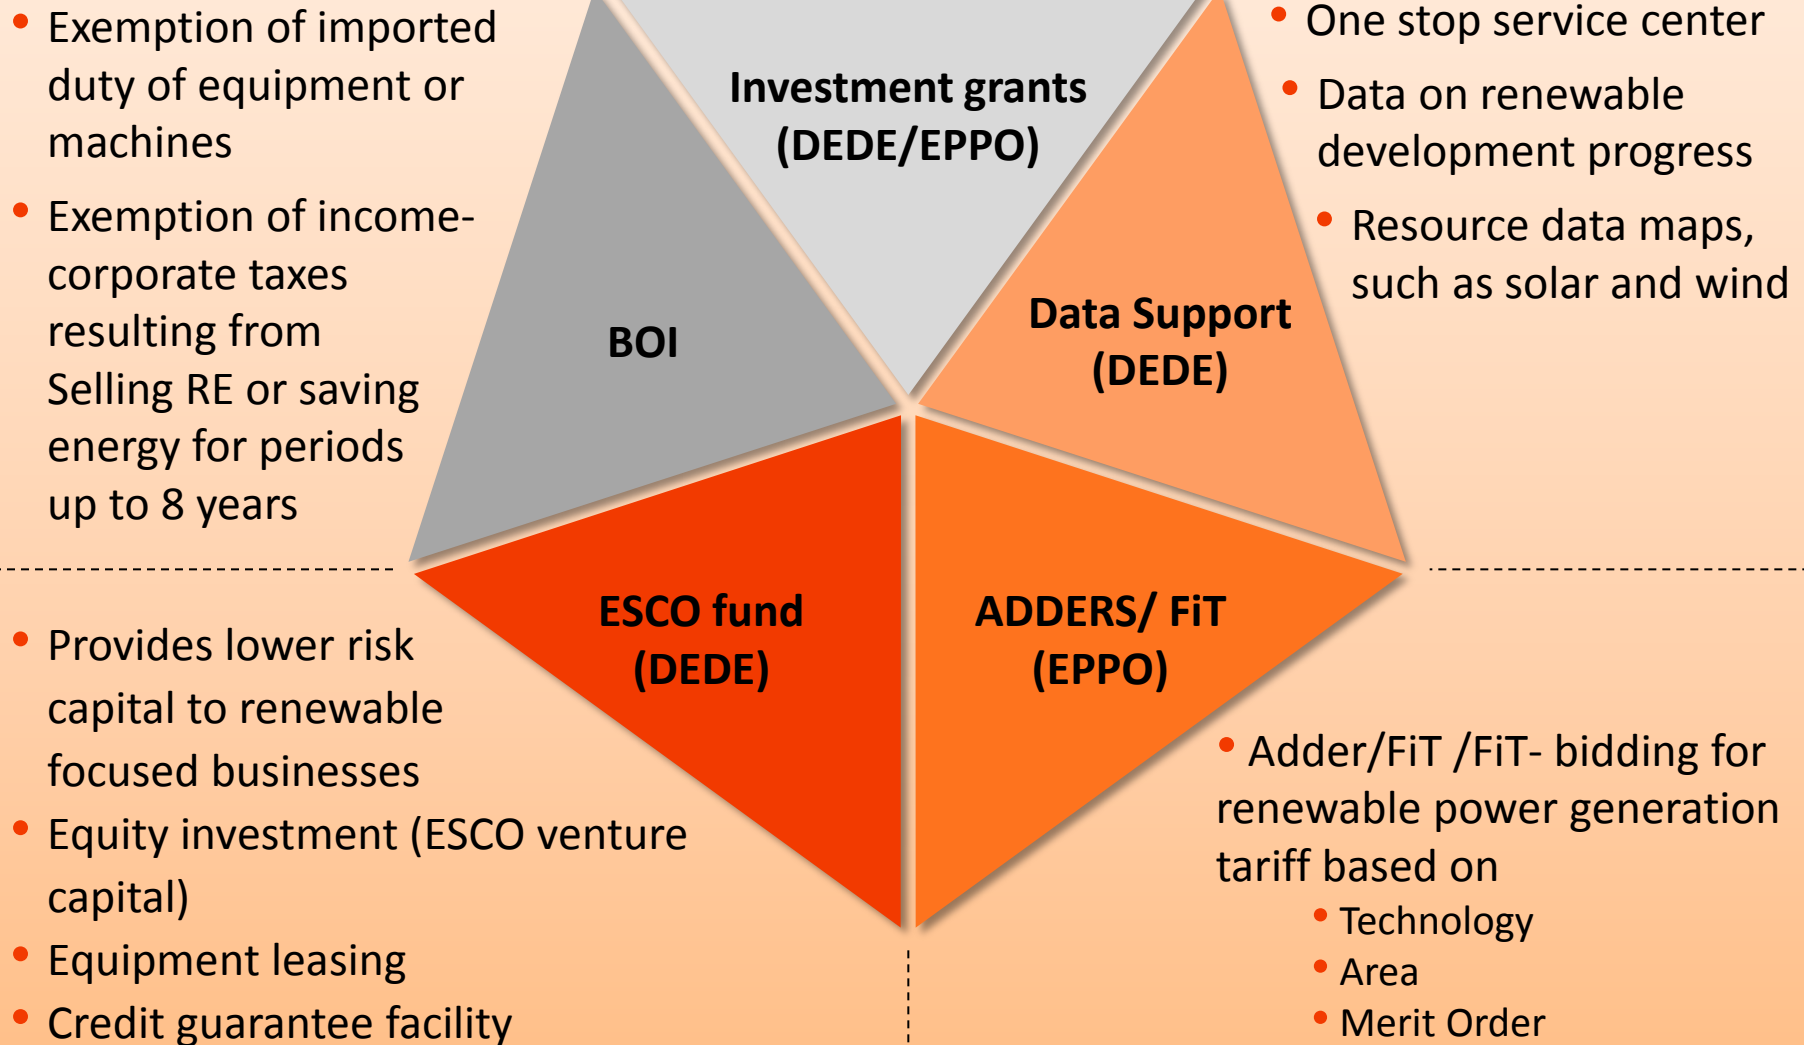 • Exemption of imported
duty of equipment or
machines
• Exemption of income-
corporate taxes
resulting from
Selling RE or saving
energy for periods
up to 8 years
Investment grants
(DEDE/EPPO)
BOI
Data Support
(DEDE)
• One stop service center
• Data on renewable
development progress
• Resource data maps,
such as solar and wind
ESCO fund
(DEDE)
ADDERS/ FiT
(EPPO)
• Provides lower risk
capital to renewable
focused businesses
• Equity investment (ESCO venture
capital)
• Equipment leasing
• Credit guarantee facility
• Adder/FiT /FiT- bidding for
renewable power generation
tariff based on
• Technology
• Area
• Merit Order